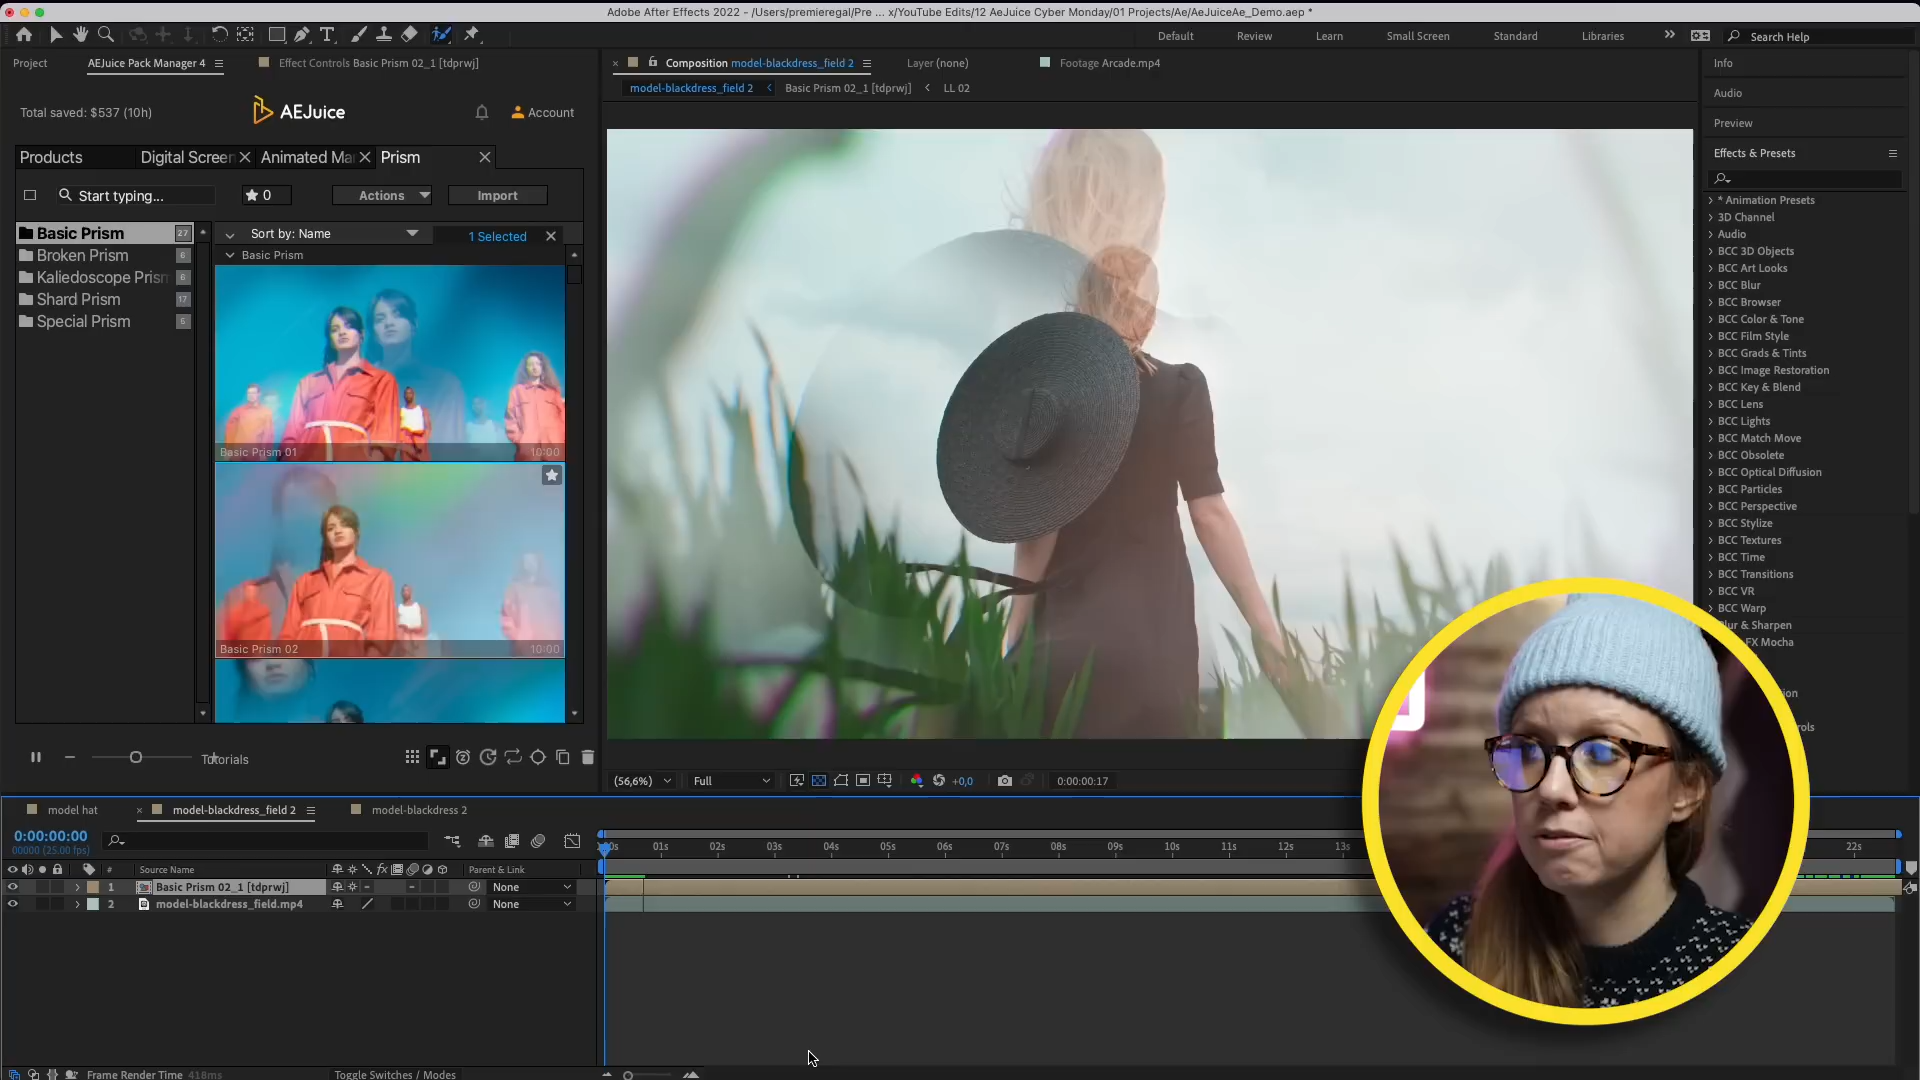 Adobe After Effects 2022 - /Users/premieregal/Pre ... x/YouTube Edits/12 AeJuice Cyber Monday/01 Projects/Ae/AeJuiceAe_Demo.aep *
Default
Review
Learn
Small Screen
Standard
Libraries
Search Help
Project
AEJuice Pack Manager 4
Effect Controls Basic Prism 02_1 [tdprwj]
Composition model-blackdress_field 2
Layer (none)
Footage Arcade.mp4
model-blackdress_field 2
Basic Prism 02_1 [tdprwj]
LL 02
Total saved: $537 (10h)
AEJuice
Account
Products
Digital Screen
Animated Ma
Prism
Start typing...
0
Actions
Import
Basic Prism 27
Broken Prism 6
Kaliedoscope Prism 6
Shard Prism 17
Special Prism 6
Sort by: Name
1 Selected
Basic Prism
Basic Prism 01 10:00
Basic Prism 02 10:00
Tutorials
(56,6%)
Full
+0,0
0:00:00:17
Info
Audio
Preview
Effects & Presets
* Animation Presets
3D Channel
Audio
BCC 3D Objects
BCC Art Looks
BCC Blur
BCC Browser
BCC Color & Tone
BCC Film Style
BCC Grads & Tints
BCC Image Restoration
BCC Key & Blend
BCC Lens
BCC Lights
BCC Match Move
BCC Obsolete
BCC Optical Diffusion
BCC Particles
BCC Perspective
BCC Stylize
BCC Textures
BCC Time
BCC Transitions
BCC VR
BCC Warp
lur & Sharpen
FX Mocha
ion
rols
model hat
model-blackdress_field 2
model-blackdress 2
0:00:00:00
00000 (25.00 fps)
:00s 01s 02s 03s 04s 05s 06s 07s 08s 09s 10s 11s 12s 13s 22s
# Source Name
Parent & Link
1 Basic Prism 02_1 [tdprwj] None
2 model-blackdress_field.mp4 None
Frame Render Time 418ms
Toggle Switches / Modes